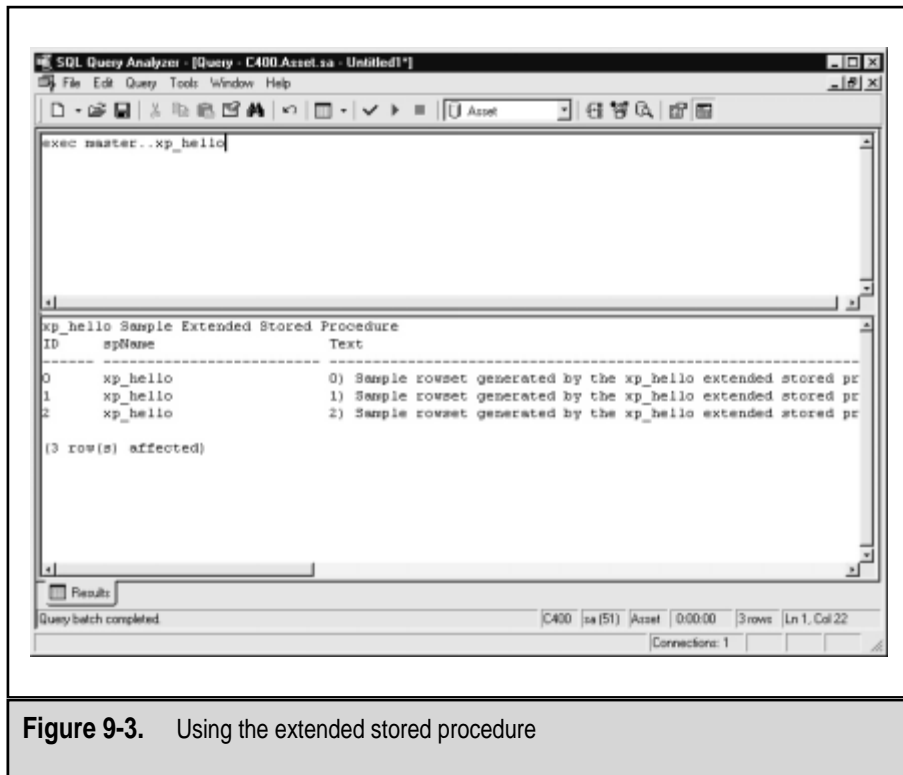 SQL Query Analyzer - [Query - C400.Asset.sa - Untitled1*]
File Edit Query Tools Window Help
Asset
exec master..xp_hello
xp_hello Sample Extended Stored Procedure
ID spName Text
------- -------------------------- ----------------------------------------------------------------
0 xp_hello 0) Sample rowset generated by the xp_hello extended stored pr
1 xp_hello 1) Sample rowset generated by the xp_hello extended stored pr
2 xp_hello 2) Sample rowset generated by the xp_hello extended stored pr
(3 row(s) affected)
Results
Query batch completed. C400 sa (51) Asset 0:00:00 3 rows Ln 1, Col 22
Connections: 1
Figure 9-3. Using the extended stored procedure